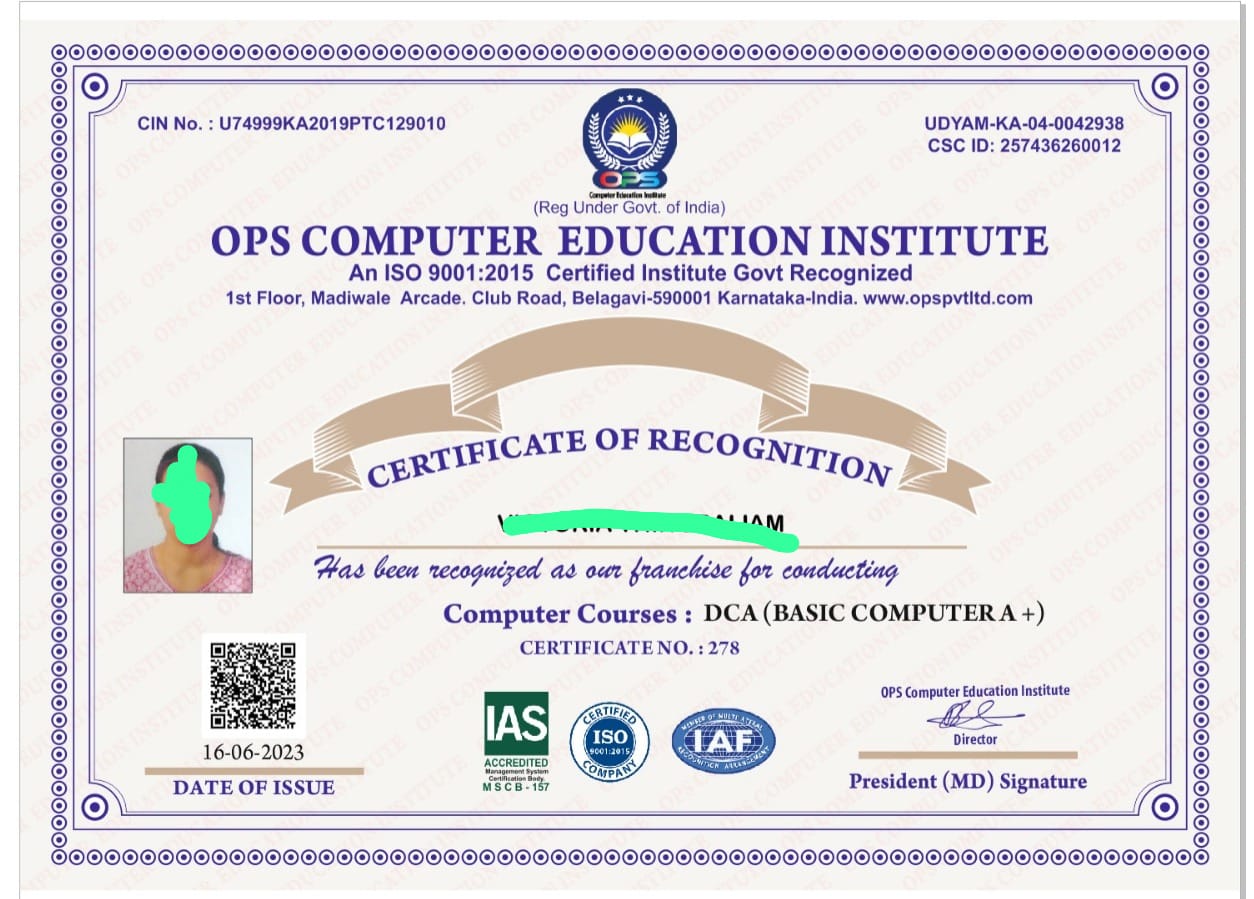 CIN No. : U74999KA2019PTC129010
UDYAM-KA-04-0042938
CSC ID: 257436260012
OPS
Computer Education Institute
(Reg Under Govt. of India)
OPS COMPUTER EDUCATION INSTITUTE
An ISO 9001:2015 Certified Institute Govt Recognized
1st Floor, Madiwale Arcade. Club Road, Belagavi-590001 Karnataka-India. www.opspvtltd.com
CERTIFICATE OF RECOGNITION
Has been recognized as our franchise for conducting
Computer Courses : DCA (BASIC COMPUTER A +)
CERTIFICATE NO. : 278
16-06-2023
DATE OF ISSUE
IAS
ACCREDITED
Management System
Certification Body.
MSCB-157
CERTIFIED
ISO
9001:2015
COMPANY
MEMBER OF MULTILATERAL
IAF
RECOGNITION ARRANGEMENT
OPS Computer Education Institute
Director
President (MD) Signature